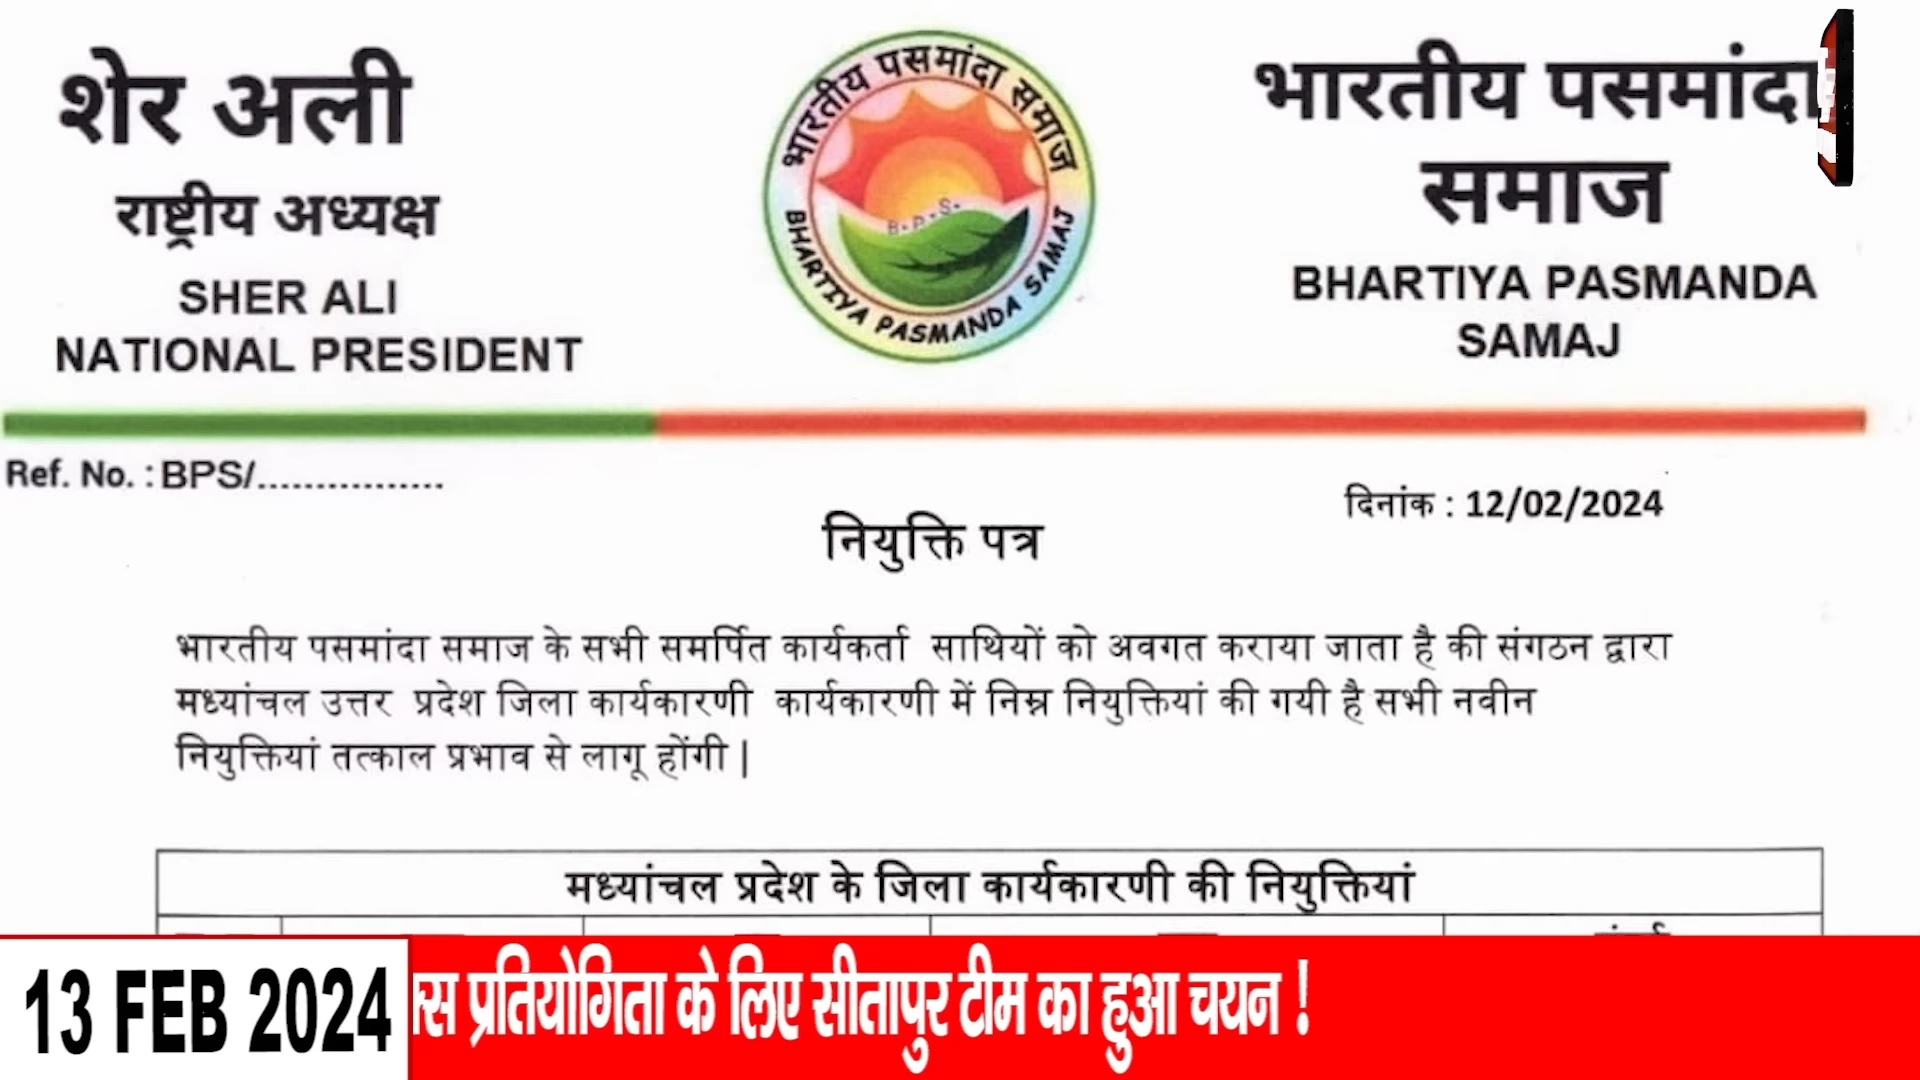 शेर अली
राष्ट्रीय अध्यक्ष
SHER ALI
NATIONAL PRESIDENT
भारतीय पसमांदा समाज
B.P.S.
BHARTIYA PASMANDA SAMAJ
भारतीय पसमांदा
समाज
BHARTIYA PASMANDA
SAMAJ
Ref. No. : BPS/................
दिनांक : 12/02/2024
नियुक्ति पत्र
भारतीय पसमांदा समाज के सभी समर्पित कार्यकर्ता साथियों को अवगत कराया जाता है की संगठन द्वारा
मध्यांचल उत्तर प्रदेश जिला कार्यकारणी कार्यकारणी में निम्न नियुक्तियां की गयी है सभी नवीन
नियुक्तियां तत्काल प्रभाव से लागू होंगी |
मध्यांचल प्रदेश के जिला कार्यकारणी की नियुक्तियां
13 FEB 2024
प्रतियोगिता के लिए सीतापुर टीम का हुआ चयन !